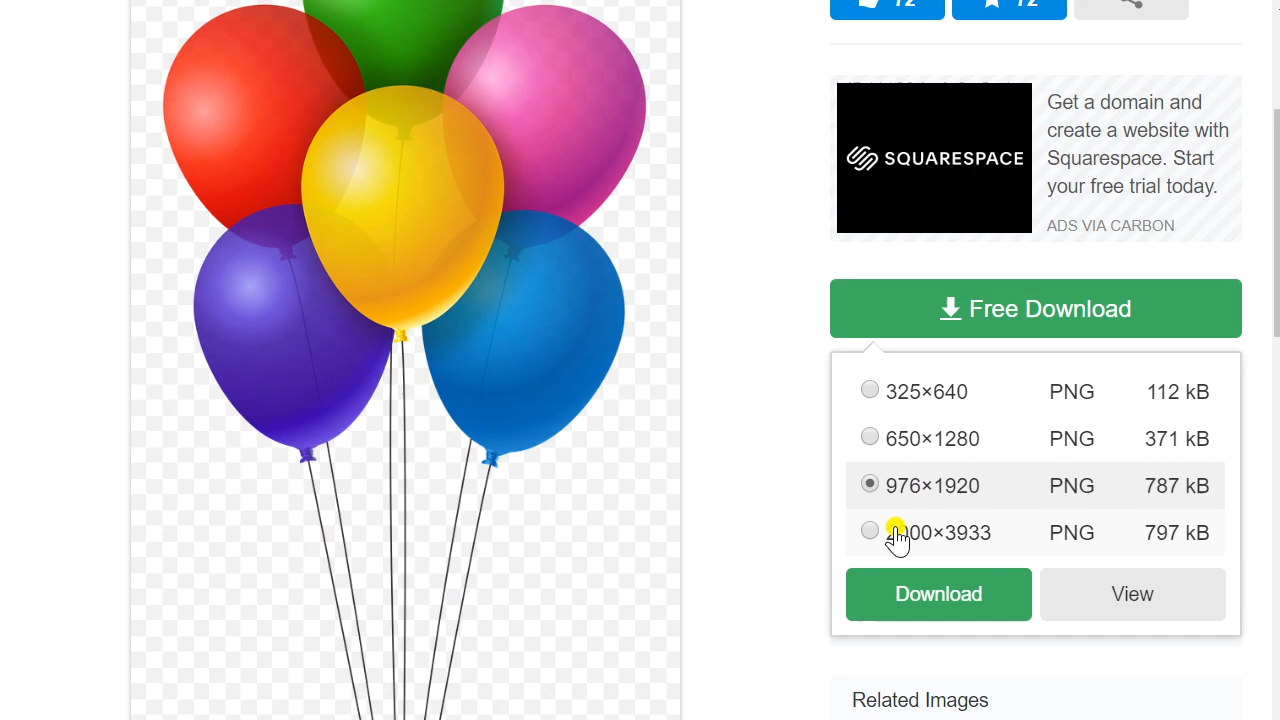 72 72
SQUARESPACE
Get a domain and
create a website with
Squarespace. Start
your free trial today.
ADS VIA CARBON
Free Download
325×640 PNG 112 kB
650×1280 PNG 371 kB
976×1920 PNG 787 kB
PNG 797 kB
Download View
Related Images